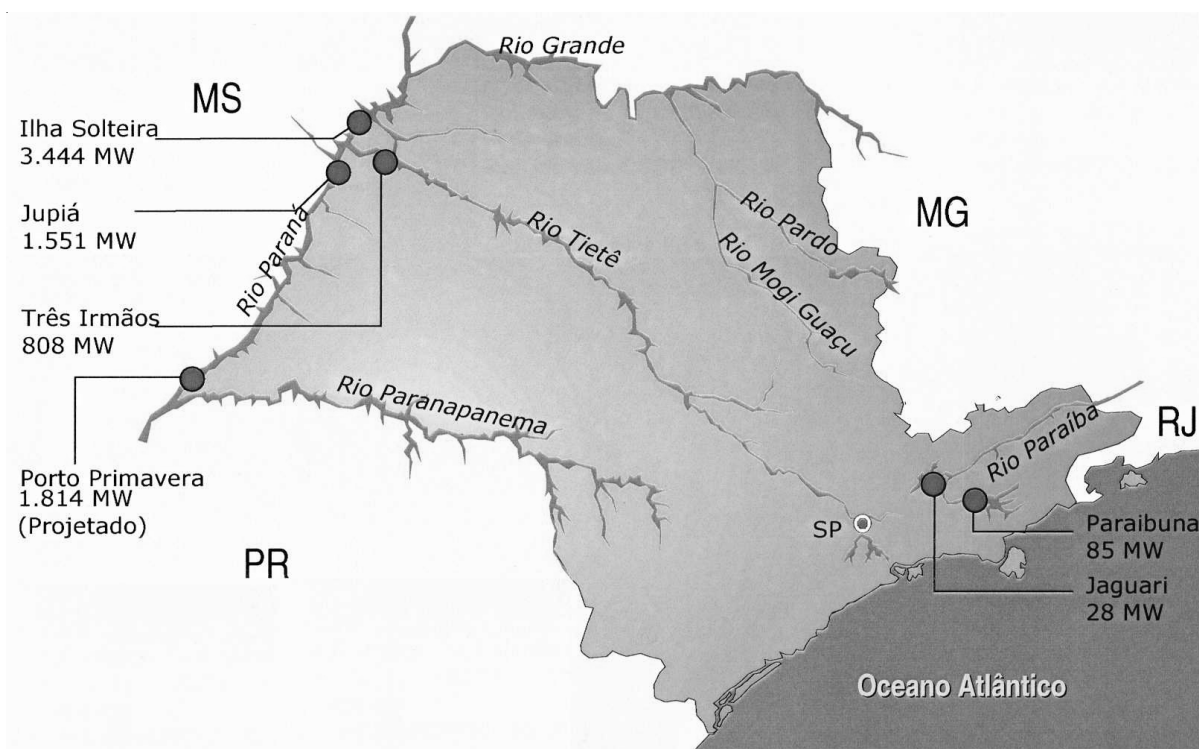 Rio Grande
MS
Ilha Solteira
3.444 MW
Jupiá
1.551 MW
Rio Paraná
Três Irmãos
808 MW
Rio Tietê
Rio Pardo
MG
Rio Mogi Guaçu
Rio Paranapanema
Porto Primavera
1.814 MW
(Projetado)
PR
Rio Paraíba
RJ
SP
Paraibuna
85 MW
Jaguari
28 MW
Oceano Atlântico